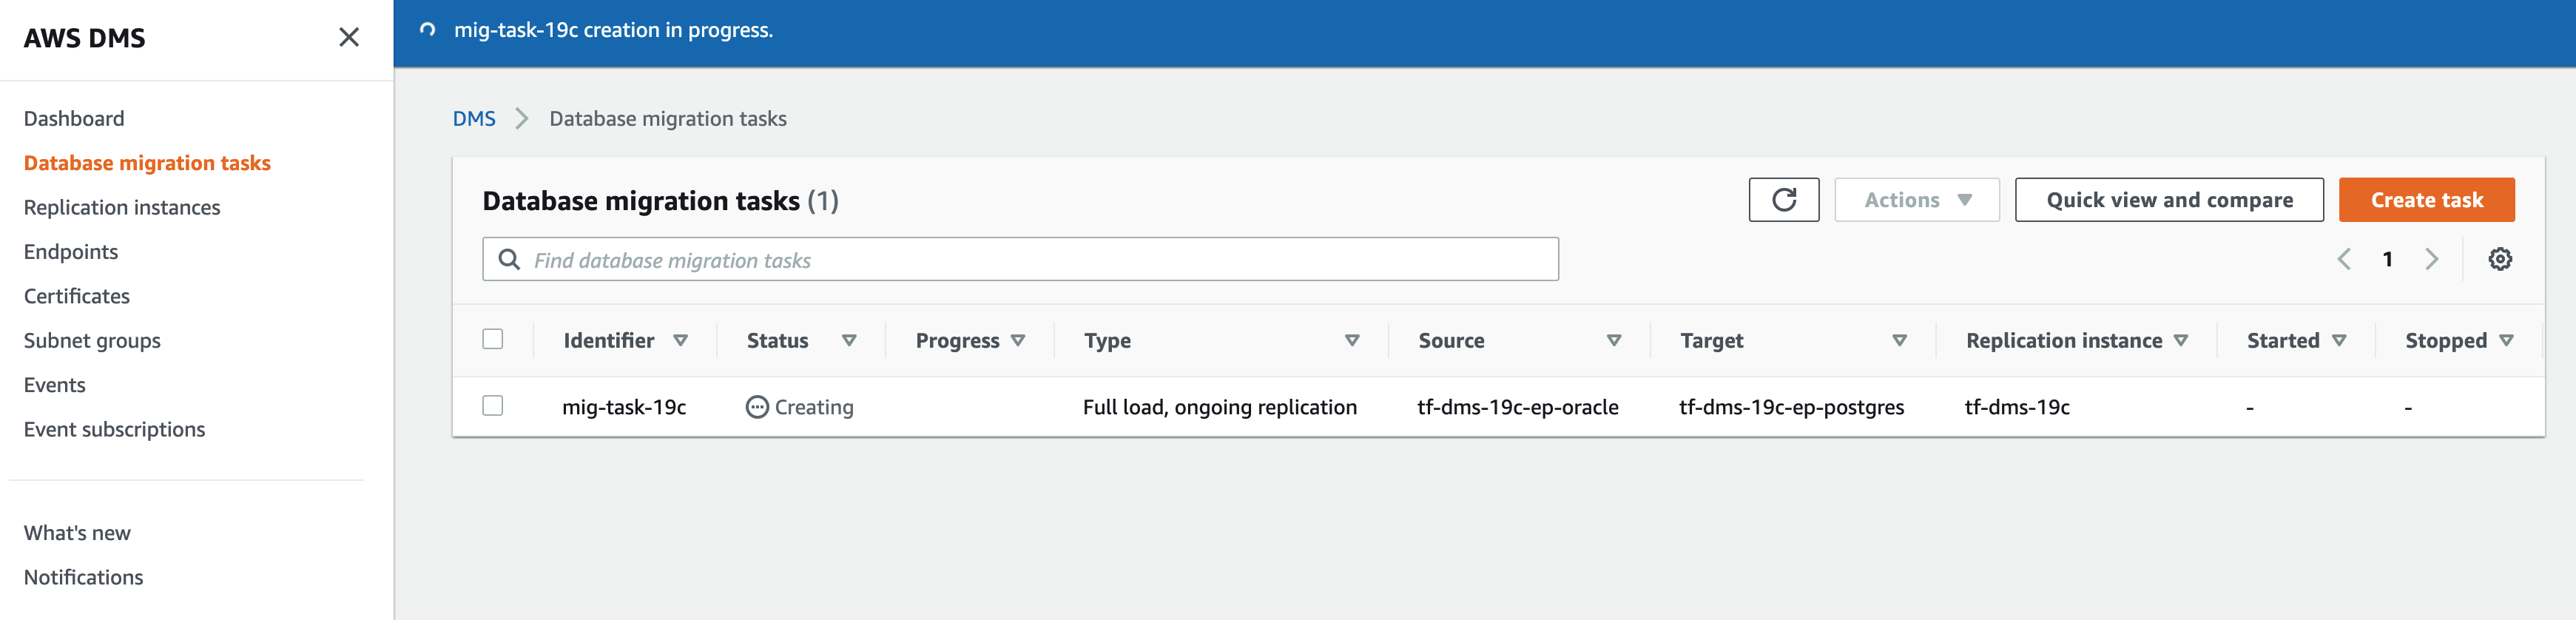 AWS DMS
mig-task-19c creation in progress.
Dashboard
Database migration tasks
Replication instances
Endpoints
Certificates
Subnet groups
Events
Event subscriptions
What's new
Notifications
DMS Database migration tasks
Database migration tasks (1)
Actions Quick view and compare Create task
Find database migration tasks
1
Identifier Status Progress Type Source Target Replication instance Started Stopped
mig-task-19c Creating Full load, ongoing replication tf-dms-19c-ep-oracle tf-dms-19c-ep-postgres tf-dms-19c - -